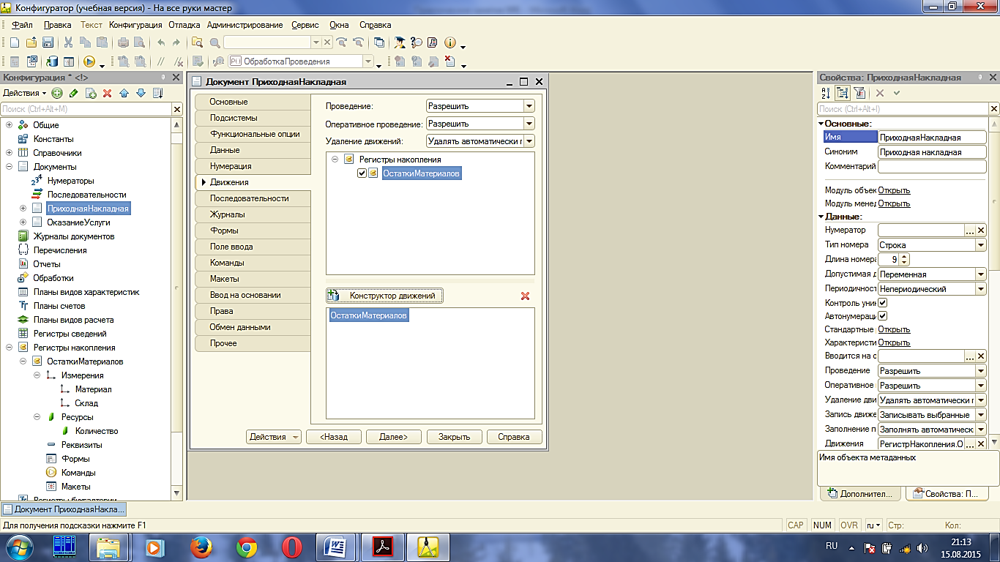 Конфигуратор (учебная версия) - На все руки мастер
Файл Правка Текст Конфигурация Отладка Администрирование Сервис Окна Справка
ОбработкаПроведения
Конфигурация * <!>
Действия
Поиск (Ctrl+Alt+M)
Общие
Константы
Справочники
Документы
Нумераторы
Последовательности
ПриходнаяНакладная
ОказаниеУслуги
Журналы документов
Перечисления
Отчеты
Обработки
Планы видов характеристик
Планы счетов
Планы видов расчета
Регистры сведений
Регистры накопления
ОстаткиМатериалов
Измерения
Материал
Склад
Ресурсы
Количество
Реквизиты
Формы
Команды
Макеты
Регистры бухгалтерии
Документ ПриходнаяНакладная
Основные
Подсистемы
Функциональные опции
Данные
Нумерация
Движения
Последовательности
Журналы
Формы
Поле ввода
Команды
Макеты
Ввод на основании
Права
Обмен данными
Прочее
Проведение: Разрешить
Оперативное проведение: Разрешить
Удаление движений: Удалять автоматически г
Регистры накопления
ОстаткиМатериалов
Конструктор движений
ОстаткиМатериалов
Действия <Назад Далее> Закрыть Справка
Свойства: ПриходнаяНакладная
Поиск (Ctrl+Alt+I)
Основные:
Имя ПриходнаяНакладная
Синоним Приходная накладная
Комментарий
Модуль объек Открыть
Модуль менед Открыть
Данные:
Нумератор ...
Тип номера Строка
Длина номера 9
Допустимая д Переменная
Периодичност Непериодический
Контроль уни
Автонумераци
Стандартные Открыть
Характеристи Открыть
Вводится на о ...
Проведение Разрешить
Оперативное Разрешить
Удаление дви Удалять автоматически г
Запись движе Записывать выбранные
Заполнение п Заполнять автоматическ
Движения РегистрНакопления.О ...
Имя объекта метаданных
Дополнител... Свойства: П...
Документ ПриходнаяНакла...
Для получения подсказки нажмите F1
CAP NUM OVR ru Стр: Кол:
RU
21:13
15.08.2015